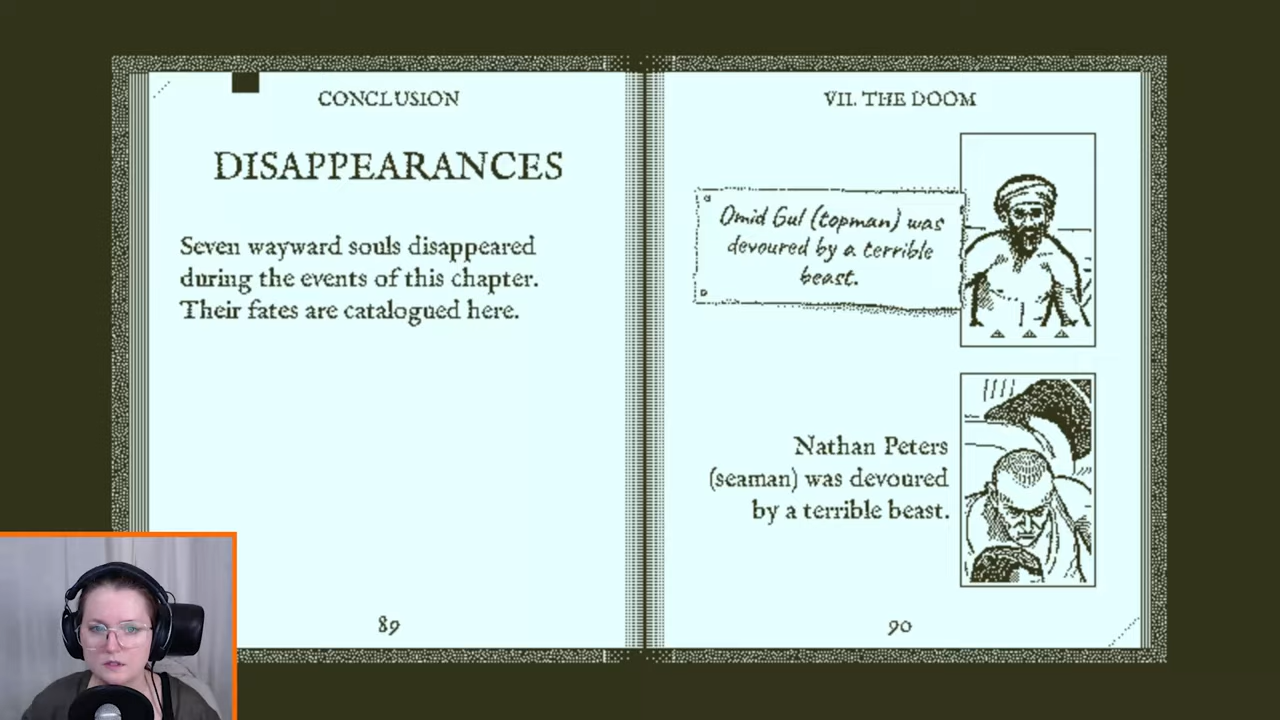 CONCLUSION
DISAPPEARANCES
Seven wayward souls disappeared
during the events of this chapter.
Their fates are catalogued here.
89
VII. THE DOOM
Omid Gul (topman) was
devoured by a terrible
beast.
Nathan Peters
(seaman) was devoured
by a terrible beast.
90